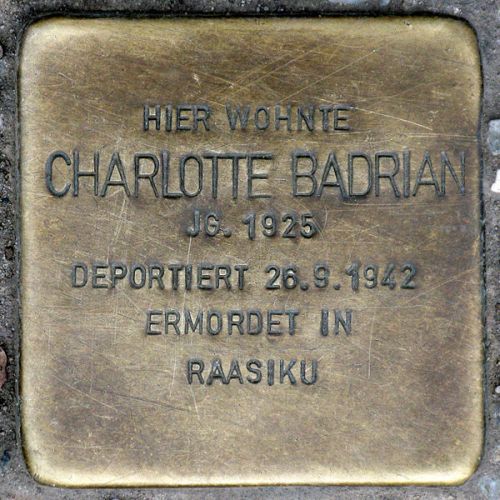 HIER WOHNTE
CHARLOTTE BADRIAN
JG. 1925
DEPORTIERT 26.9.1942
ERMORDET IN
RAASIKU